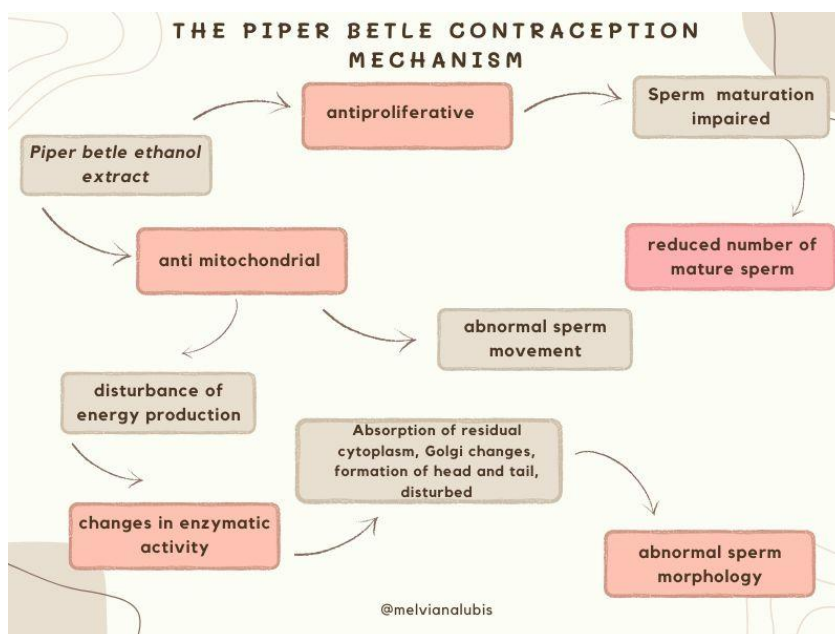 THE PIPER BETLE CONTRACEPTION
MECHANISM
antiproliferative
Sperm maturation
impaired
Piper betle ethanol
extract
anti mitochondrial
reduced number of
mature sperm
abnormal sperm
movement
disturbance of
energy production
Absorption of residual
cytoplasm, Golgi changes,
formation of head and tail,
disturbed
changes in enzymatic
activity
abnormal sperm
morphology
@melvianalubis